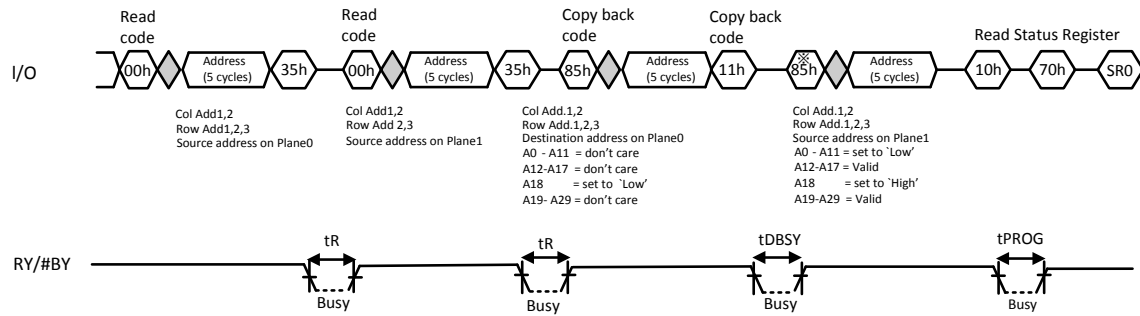 Read
code
Read
code
Copy back
code
Copy back
code
Read Status Register
I/O
00h
Address
(5 cycles)
35h
00h
Address
(5 cycles)
35h
85h
Address
(5 cycles)
11h
※
85h
Address
(5 cycles)
10h
70h
SR0
Col Add1,2
Row Add1,2,3
Source address on Plane0
Col Add1,2
Row Add 2,3
Source address on Plane1
Col Add.1,2
Row Add.1,2,3
Destination address on Plane0
A0 - A11 = don't care
A12-A17 = don't care
A18 = set to `Low'
A19- A29 = don't care
Col Add.1,2
Row Add.1,2,3
Source address on Plane1
A0 - A11 = set to `Low'
A12-A17 = Valid
A18 = set to `High'
A19-A29 = Valid
RY/#BY
tR
Busy
tR
Busy
tDBSY
Busy
tPROG
Busy